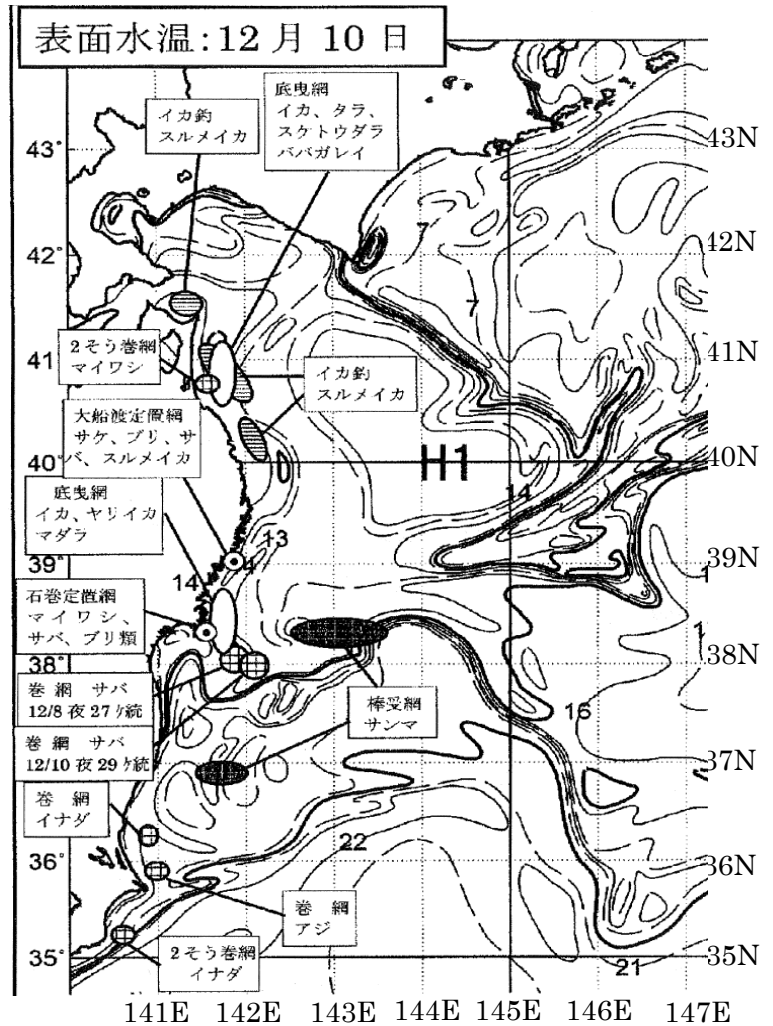 表面水温:12月10日
イカ釣
スルメイカ
底曳網
イカ、タラ、
スケトウダラ
ババガレイ
43°
43N
7
42°
42N
7
2そう巻網
マイワシ
41°
41N
イカ釣
スルメイカ
大船渡定置網
サケ、ブリ、サ
バ、スルメイカ
40°
H1
40N
14
底曳網
イカ、ヤリイカ
マダラ
13
39°
39N
14
4
1
石巻定置網
マイワシ、
サバ、ブリ類
1
38°
38N
巻網 サバ
12/8夜27ヶ統
棒受網
サンマ
16
巻網 サバ
12/10夜29ヶ統
37N
巻網
イナダ
22
36°
36N
巻網
アジ
2そう巻網
イナダ
35°
35N
21
141E 142E 143E 144E 145E 146E 147E